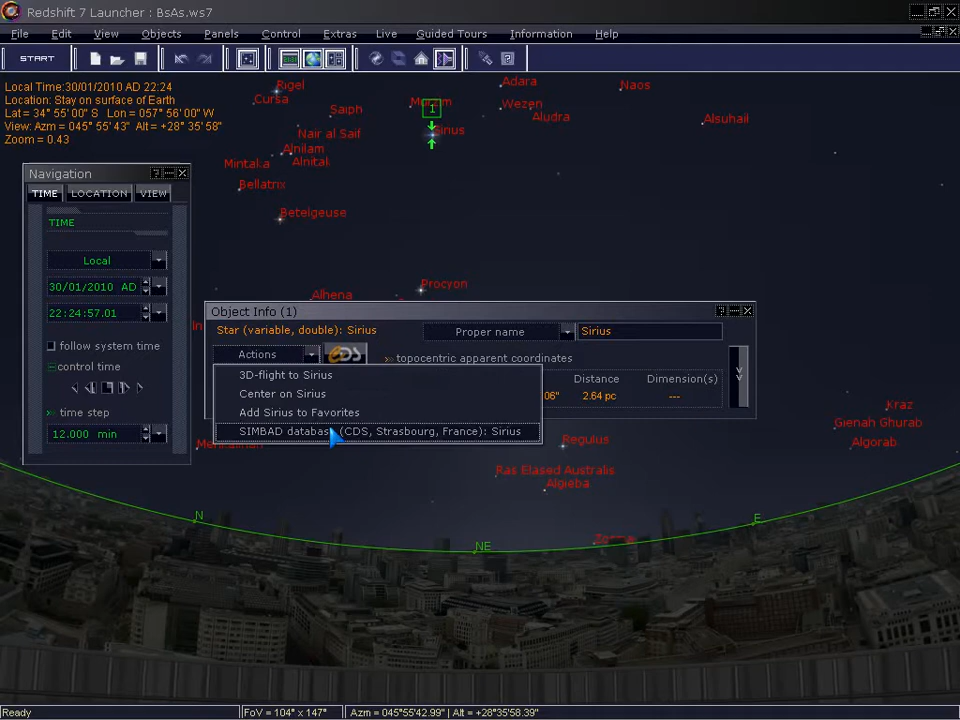 Redshift 7 Launcher : BsAs.ws7
File Edit View Objects Panels Control Extras Live Guided Tours Information Help
START
Local Time:30/01/2010 AD 22:24
Location: Stay on surface of Earth
Lat = 34° 55' 00" S Lon = 057° 56' 00" W
View: Azm = 045° 55' 43" Alt = +28° 35' 58"
Zoom = 0.43
Rigel
Cursa
Saiph
1
Adara
Wezen
Aludra
Naos
Alsuhail
Sirius
Nair al Saif
Alnilam
Mintaka
Alnitak
Bellatrix
Betelgeuse
Procyon
Alhena
Navigation
TIME LOCATION VIEW
TIME
Local
30/01/2010 AD
22:24:57.01
follow system time
control time
time step
12.000 min
Object Info (1)
Star (variable, double): Sirius
Proper name
Sirius
Actions
CDS
topocentric apparent coordinates
Distance Dimension(s)
06" 2.64 pc ---
3D-flight to Sirius
Center on Sirius
Add Sirius to Favorites
SIMBAD databas (CDS, Strasbourg, France): Sirius
Kraz
Gienah Ghurab
Algorab
Regulus
Ras Elased Australis
Algieba
Zosma
N
NE
E
Ready
FoV = 104° x 147°
Azm = 045°55'42.99" | Alt = +28°35'58.39"